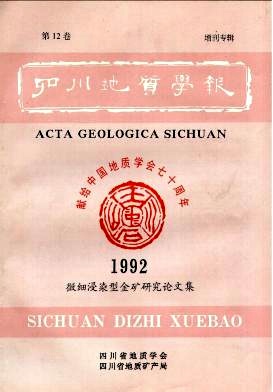 第12卷 增刊专辑
四川地质学报
ACTA GEOLOGICA SICHUAN
献给中国地质学会七十周年
1992
微细浸染型金矿研究论文集
SICHUAN DIZHI XUEBAO
四川省地质学会
四川省地质矿产局